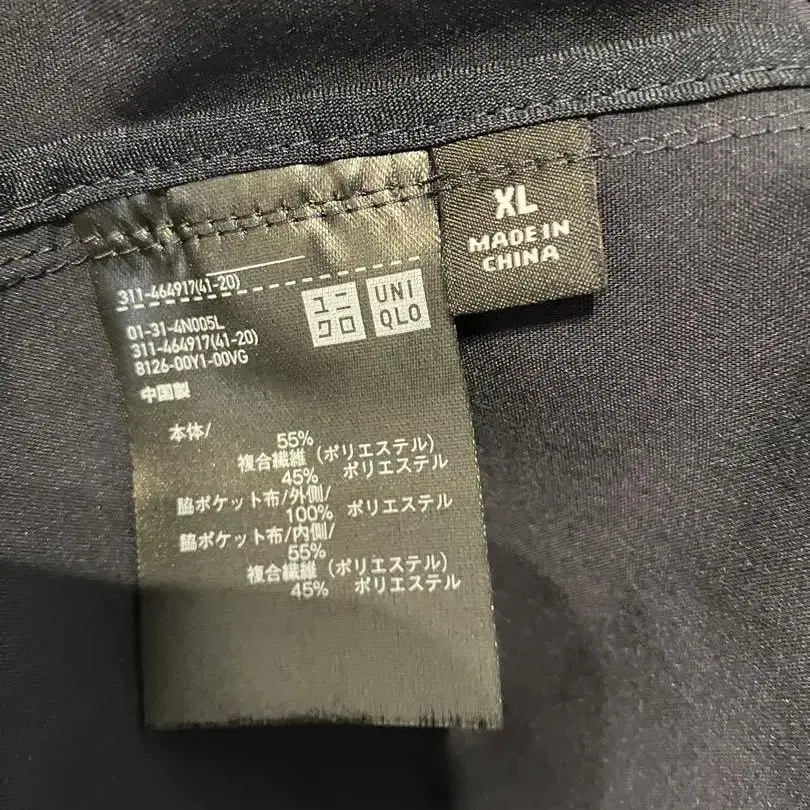 XL
MADE IN
CHINA
311-464917(41-20)
ユニ
クロ
UNI
QLO
01-31-4N005L
311-464917(41-20)
8126-00Y1-00VG
中国製
本体/
55%
複合繊維(ポリエステル)
45% ポリエステル
脇ポケット布/外側/
100% ポリエステル
脇ポケット布/内側/
55%
複合繊維(ポリエステル)
45% ポリエステル